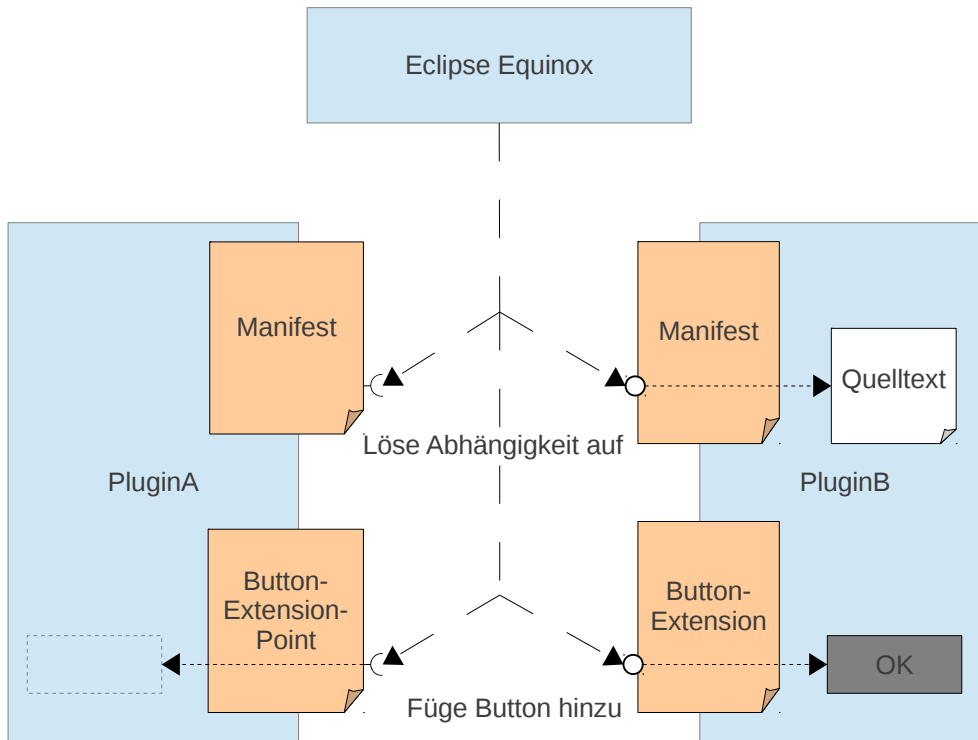 Eclipse Equinox
Manifest
Manifest
Quelltext
Löse Abhängigkeit auf
PluginA
PluginB
Button-
Extension-
Point
Button-
Extension
OK
Füge Button hinzu